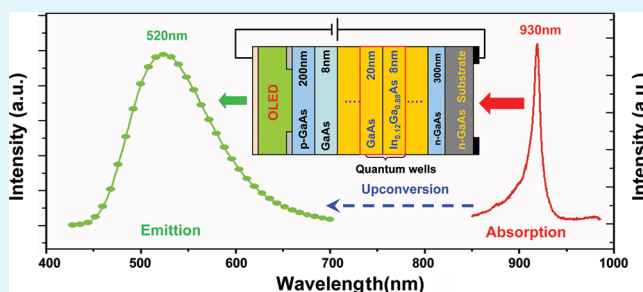 520nm
930nm
Intensity (a.u.)
Intensity (a.u.)
OLED
p-GaAs 200nm
GaAs 8nm
....
GaAs 20nm
In0.12Ga0.88As 8nm
....
n-GaAs 300nm
n-GaAs Substrate
Quantum wells
Upconversion
Emittion
Absorption
400 500 600 700 800 900 1000
Wavelength(nm)